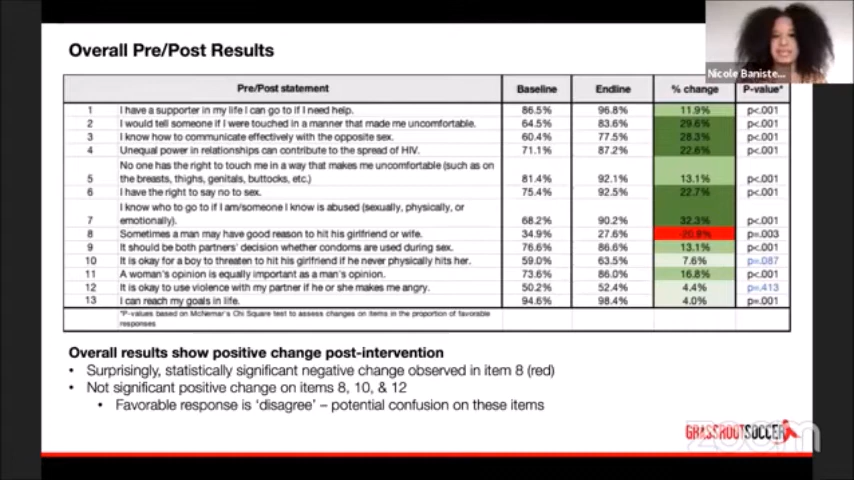 Overall Pre/Post Results
Nicole Baniste...
Pre/Post statement Baseline Endline % change P-value*
1 I have a supporter in my life I can go to if I need help. 86.5% 96.8% 11.9% p<.001
2 I would tell someone if I were touched in a manner that made me uncomfortable. 64.5% 83.6% 29.6% p<.001
3 I know how to communicate effectively with the opposite sex. 60.4% 77.5% 28.3% p<.001
4 Unequal power in relationships can contribute to the spread of HIV. 71.1% 87.2% 22.6% p<.001
No one has the right to touch me in a way that makes me uncomfortable (such as on
5 the breasts, thighs, genitals, buttocks, etc.) 81.4% 92.1% 13.1% p<.001
6 I have the right to say no to sex. 75.4% 92.5% 22.7% p<.001
I know who to go to if I am/someone I know is abused (sexually, physically, or
7 emotionally). 68.2% 90.2% 32.3% p<.001
8 Sometimes a man may have good reason to hit his girlfriend or wife. 34.9% 27.6% -20.9% p=.003
9 It should be both partners' decision whether condoms are used during sex. 76.6% 86.6% 13.1% p<.001
10 It is okay for a boy to threaten to hit his girlfriend if he never physically hits her. 59.0% 63.5% 7.6% p=.087
11 A woman's opinion is equally important as a man's opinion. 73.6% 86.0% 16.8% p<.001
12 It is okay to use violence with my partner if he or she makes me angry. 50.2% 52.4% 4.4% p=.413
13 I can reach my goals in life. 94.6% 98.4% 4.0% p=.001
*P-values based on McNemar's Chi Square test to assess changes on items in the proportion of favorable
responses
Overall results show positive change post-intervention
• Surprisingly, statistically significant negative change observed in item 8 (red)
• Not significant positive change on items 8, 10, & 12
• Favorable response is 'disagree' – potential confusion on these items
GRASSROOTSOCCER
zoom